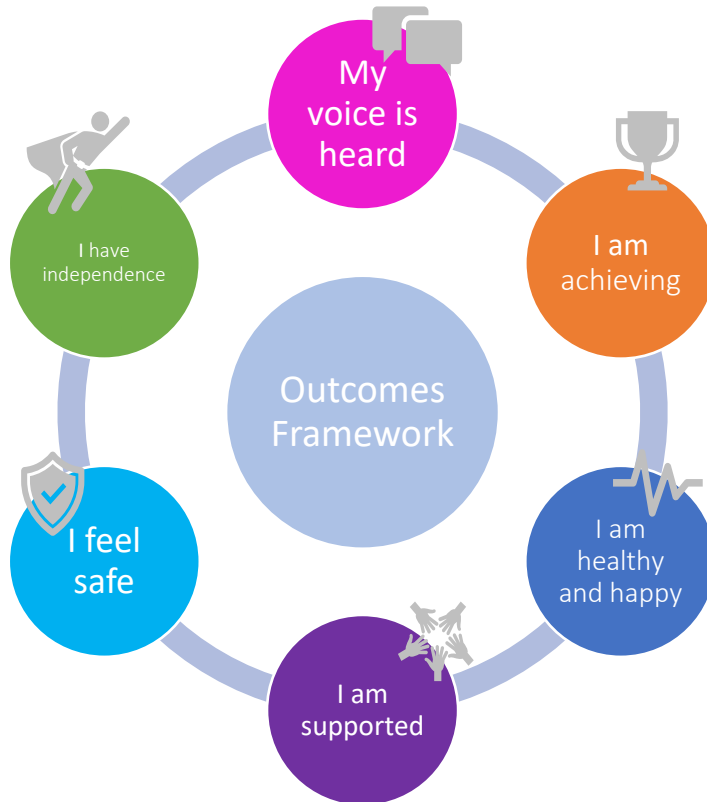 My
voice is
heard
I am
achieving
I am
healthy
and happy
I am
supported
I feel
safe
I have
independence
Outcomes
Framework